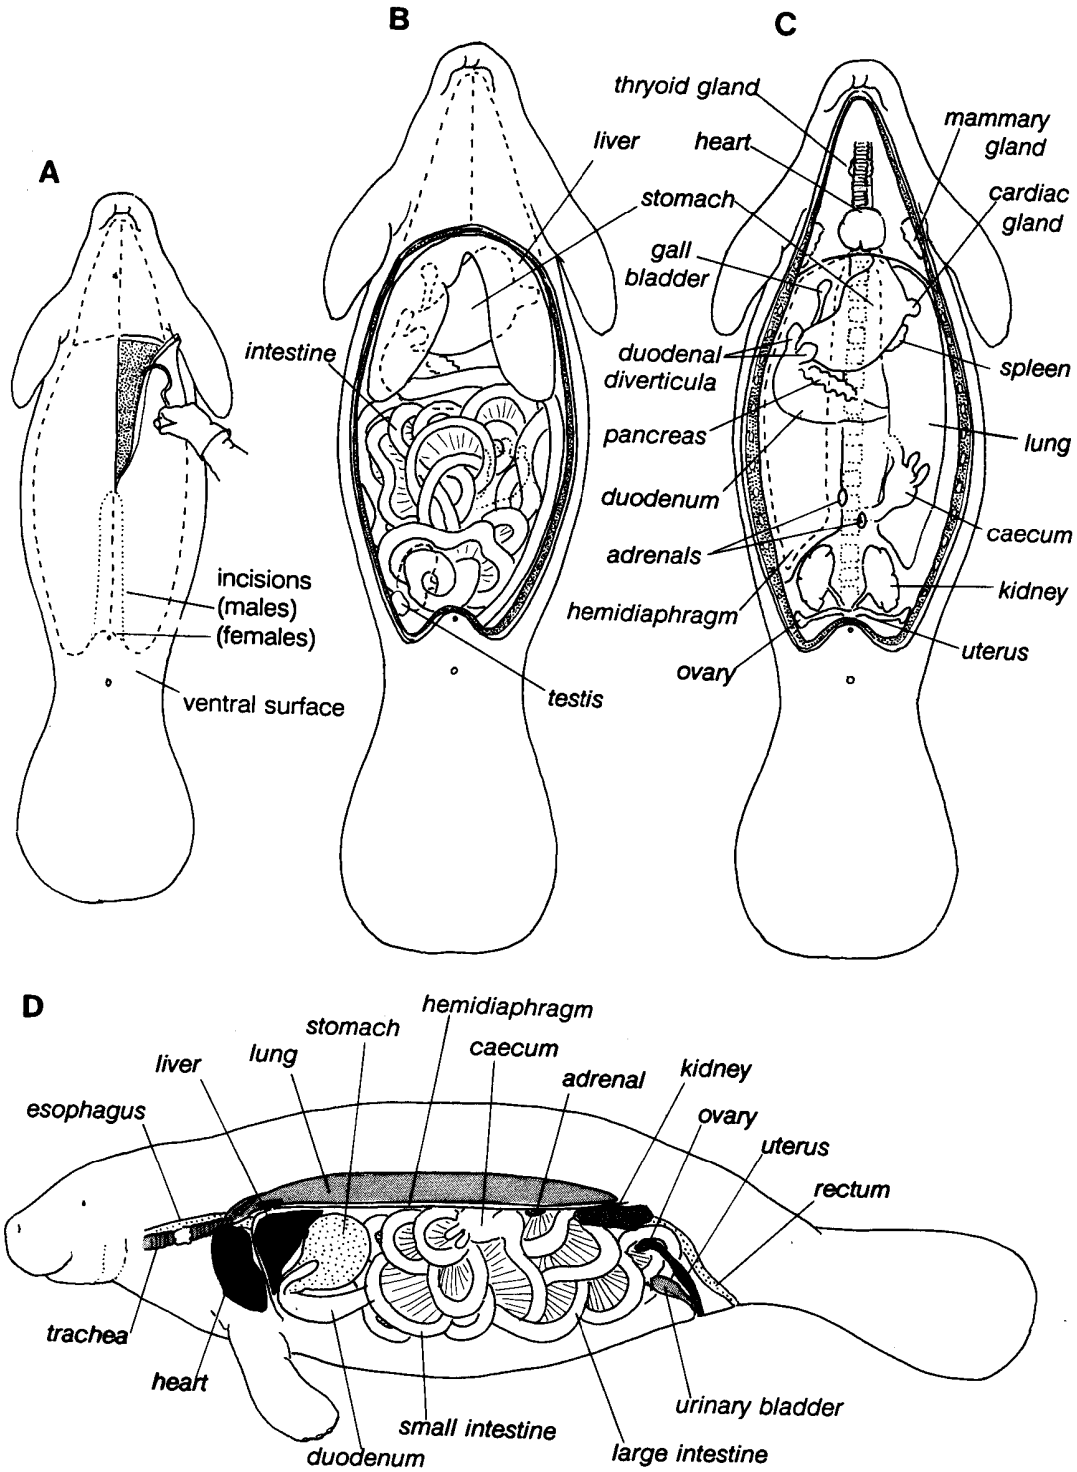 A
incisions
(males)
(females)
ventral surface
B
liver
stomach
intestine
testis
C
thryoid gland
heart
mammary
gland
cardiac
gland
gall
bladder
duodenal
diverticula
spleen
pancreas
lung
duodenum
caecum
adrenals
kidney
hemidiaphragm
uterus
ovary
D
hemidiaphragm
stomach
caecum
lung
liver
adrenal
kidney
esophagus
ovary
uterus
rectum
trachea
heart
small intestine
duodenum
urinary bladder
large intestine